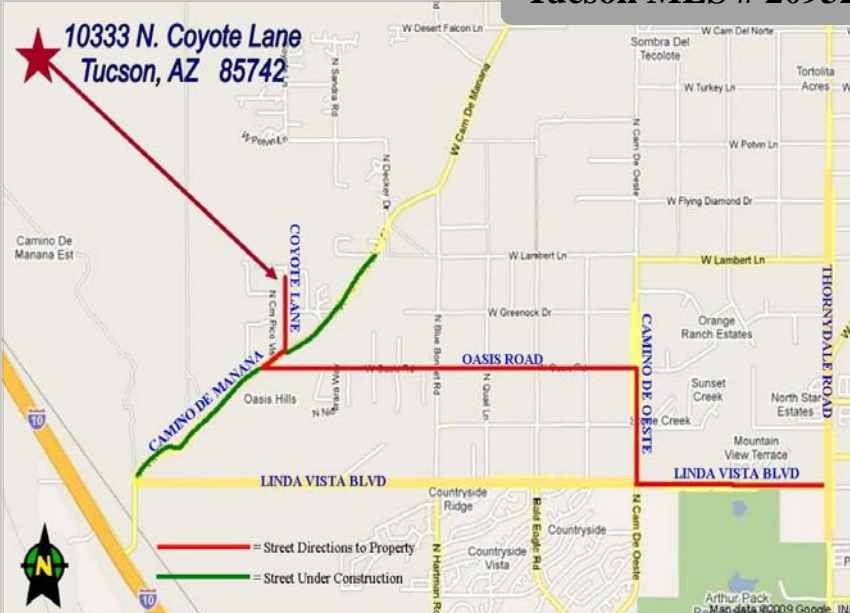 Tucson MLS #
10333 N. Coyote Lane
Tucson, AZ 85742
W Desert Falcon Ln
W Cam Del Norte
Sombra Del
Tecolote
Tortolita
Acres
N Sandra Rd
W Cam De Manana
W Turkey Ln
W Potvin Ln
W Potvin Ln
N Decker Dr
N Cam De Oeste
W Flying Diamond Dr
Camino De
Manana Est
COYOTE LANE
W Lambert Ln
W Lambert Ln
THORNYDALE ROAD
N Cm Pico
W Greenock Dr
N Blue Bonnet Rd
CAMINO DE OESTE
Orange
Ranch Estates
OASIS ROAD
CAMINO DE MANANA
Oasis Hills
N Quail Ln
Sunset
Creek
North Star
Estates
Creek
Mountain
View Terrace
10
LINDA VISTA BLVD
LINDA VISTA BLVD
Countryside
Ridge
N Hartman Rd
Bald Eagle Rd
Countryside
N Cam De Oeste
Countryside
Vista
N
= Street Directions to Property
= Street Under Construction
10
Arthur Pack
Map data ©2009 Google, IN